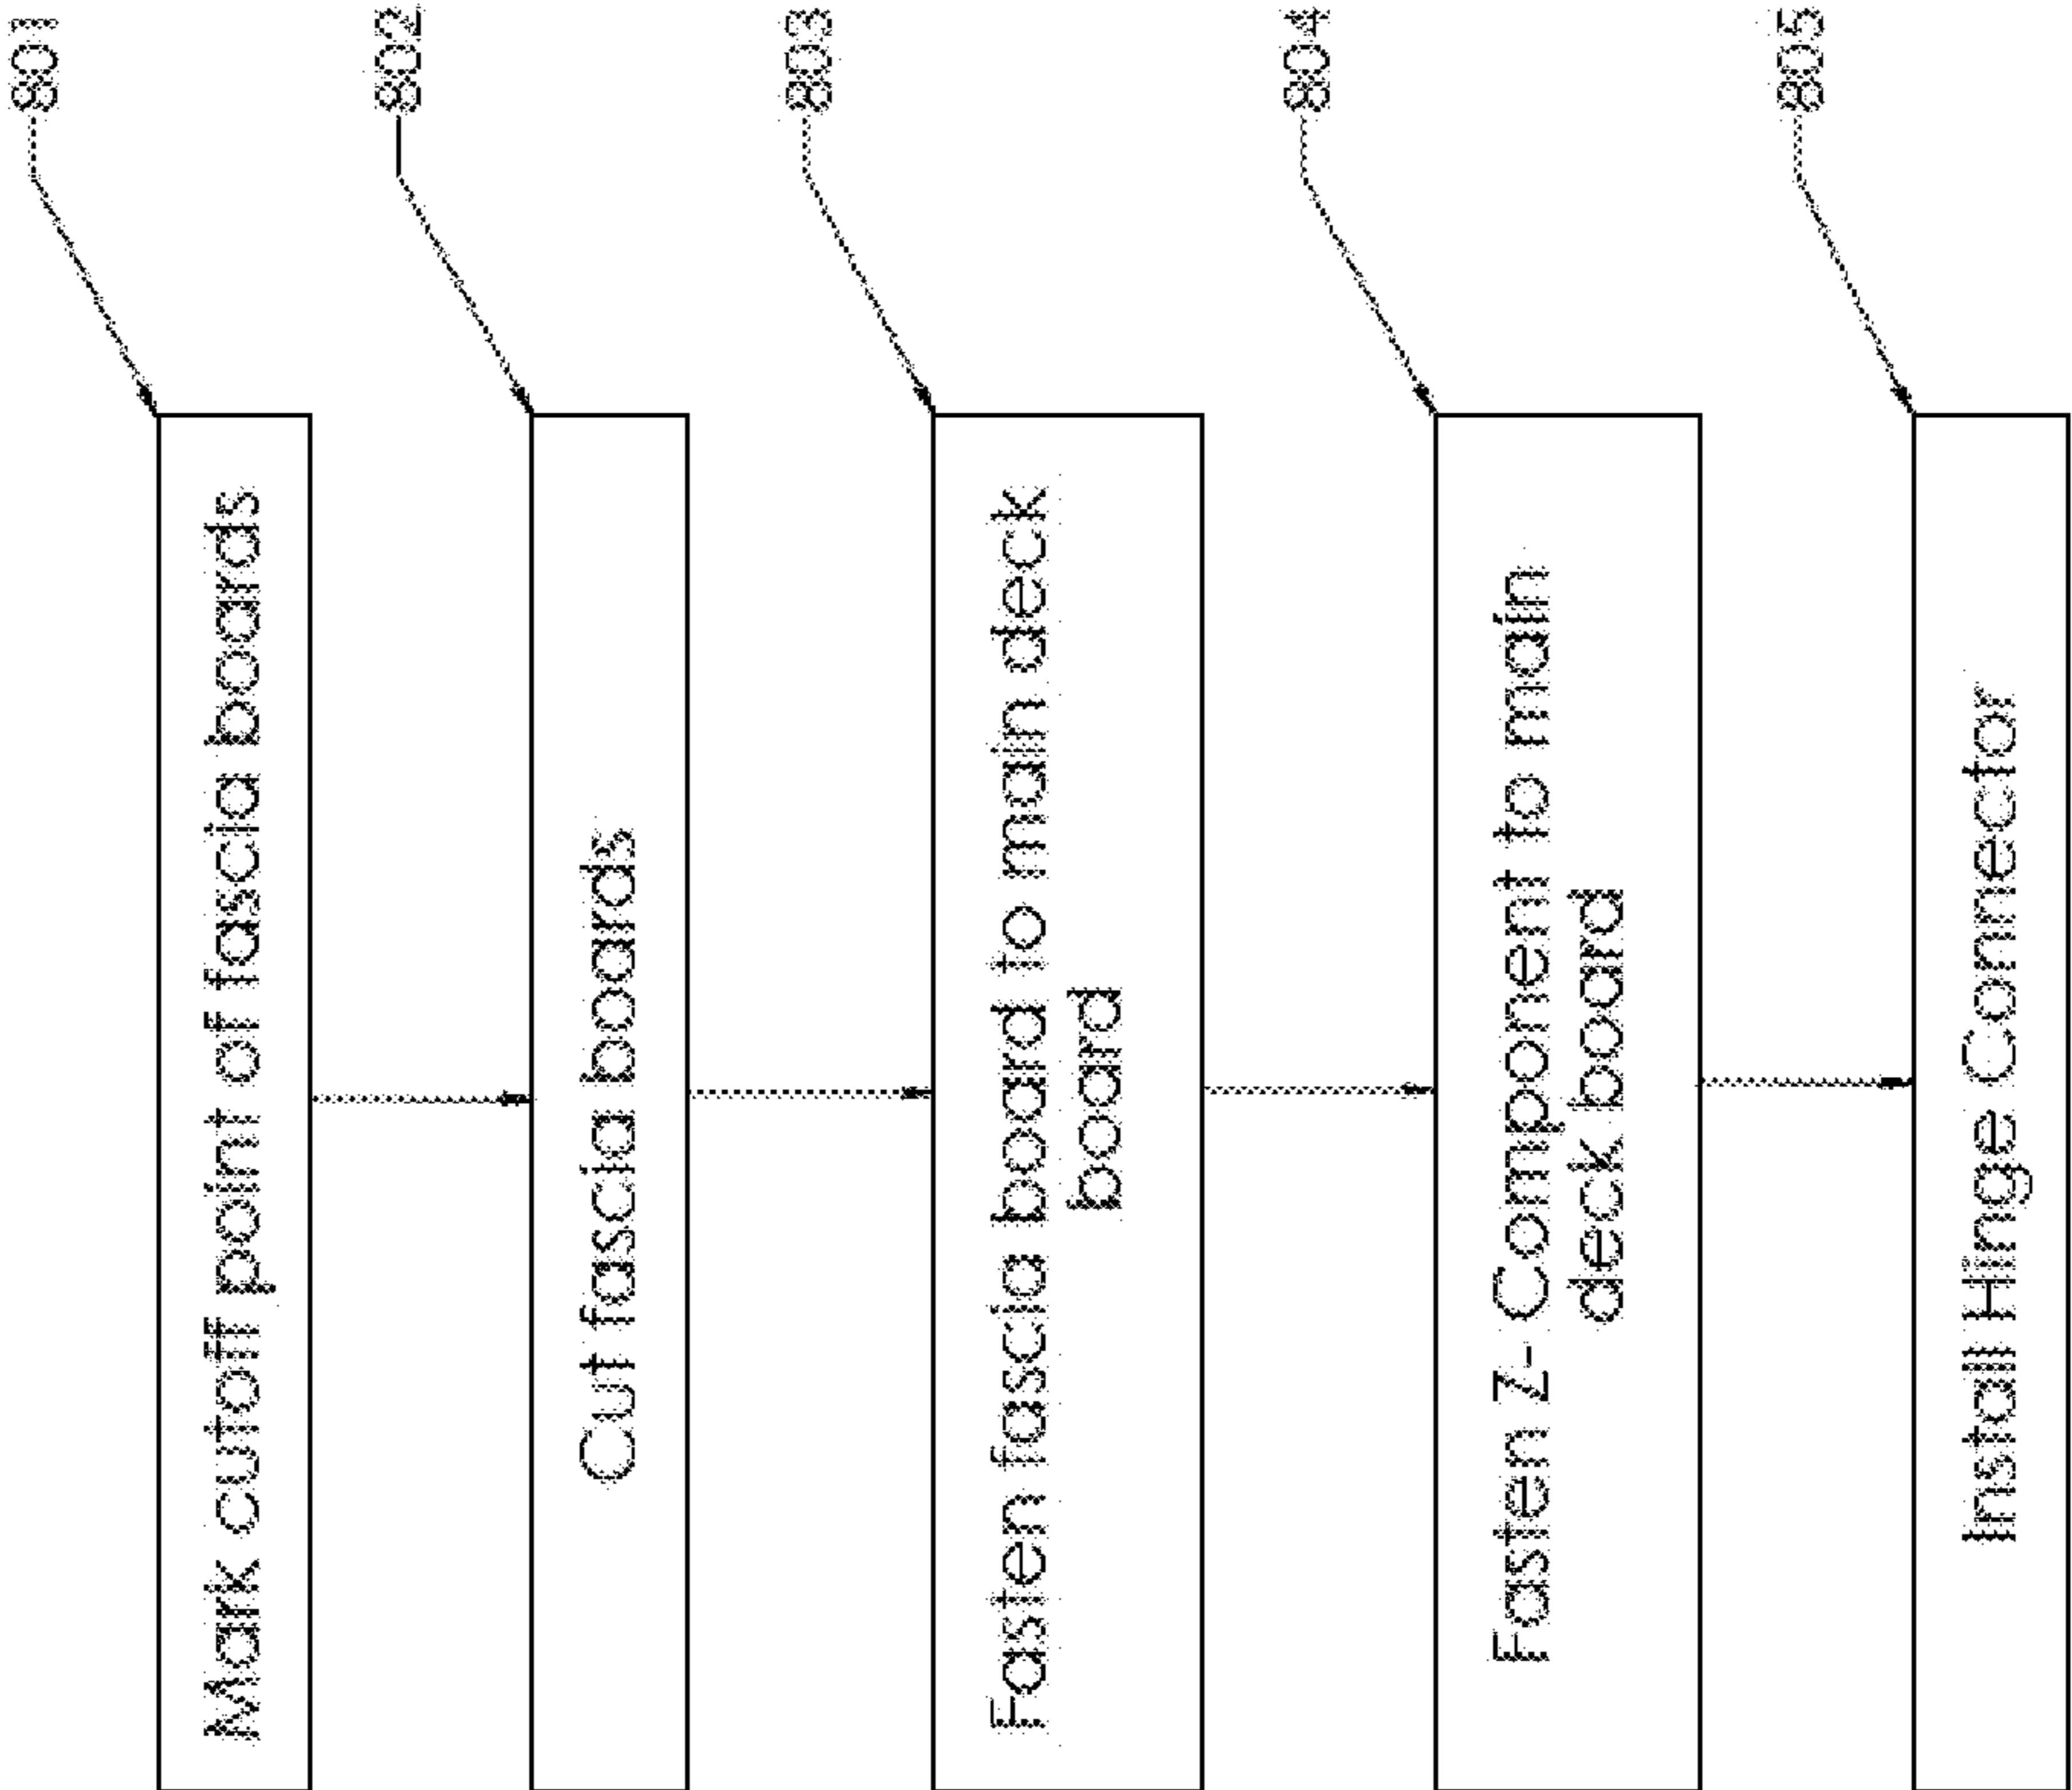 801
Mark cutoff point of fascia boards
802
Cut fascia boards
803
Fasten fascia board to main deck
board
804
Fasten Z- Component to main
deck board
805
Install Hinge Connector